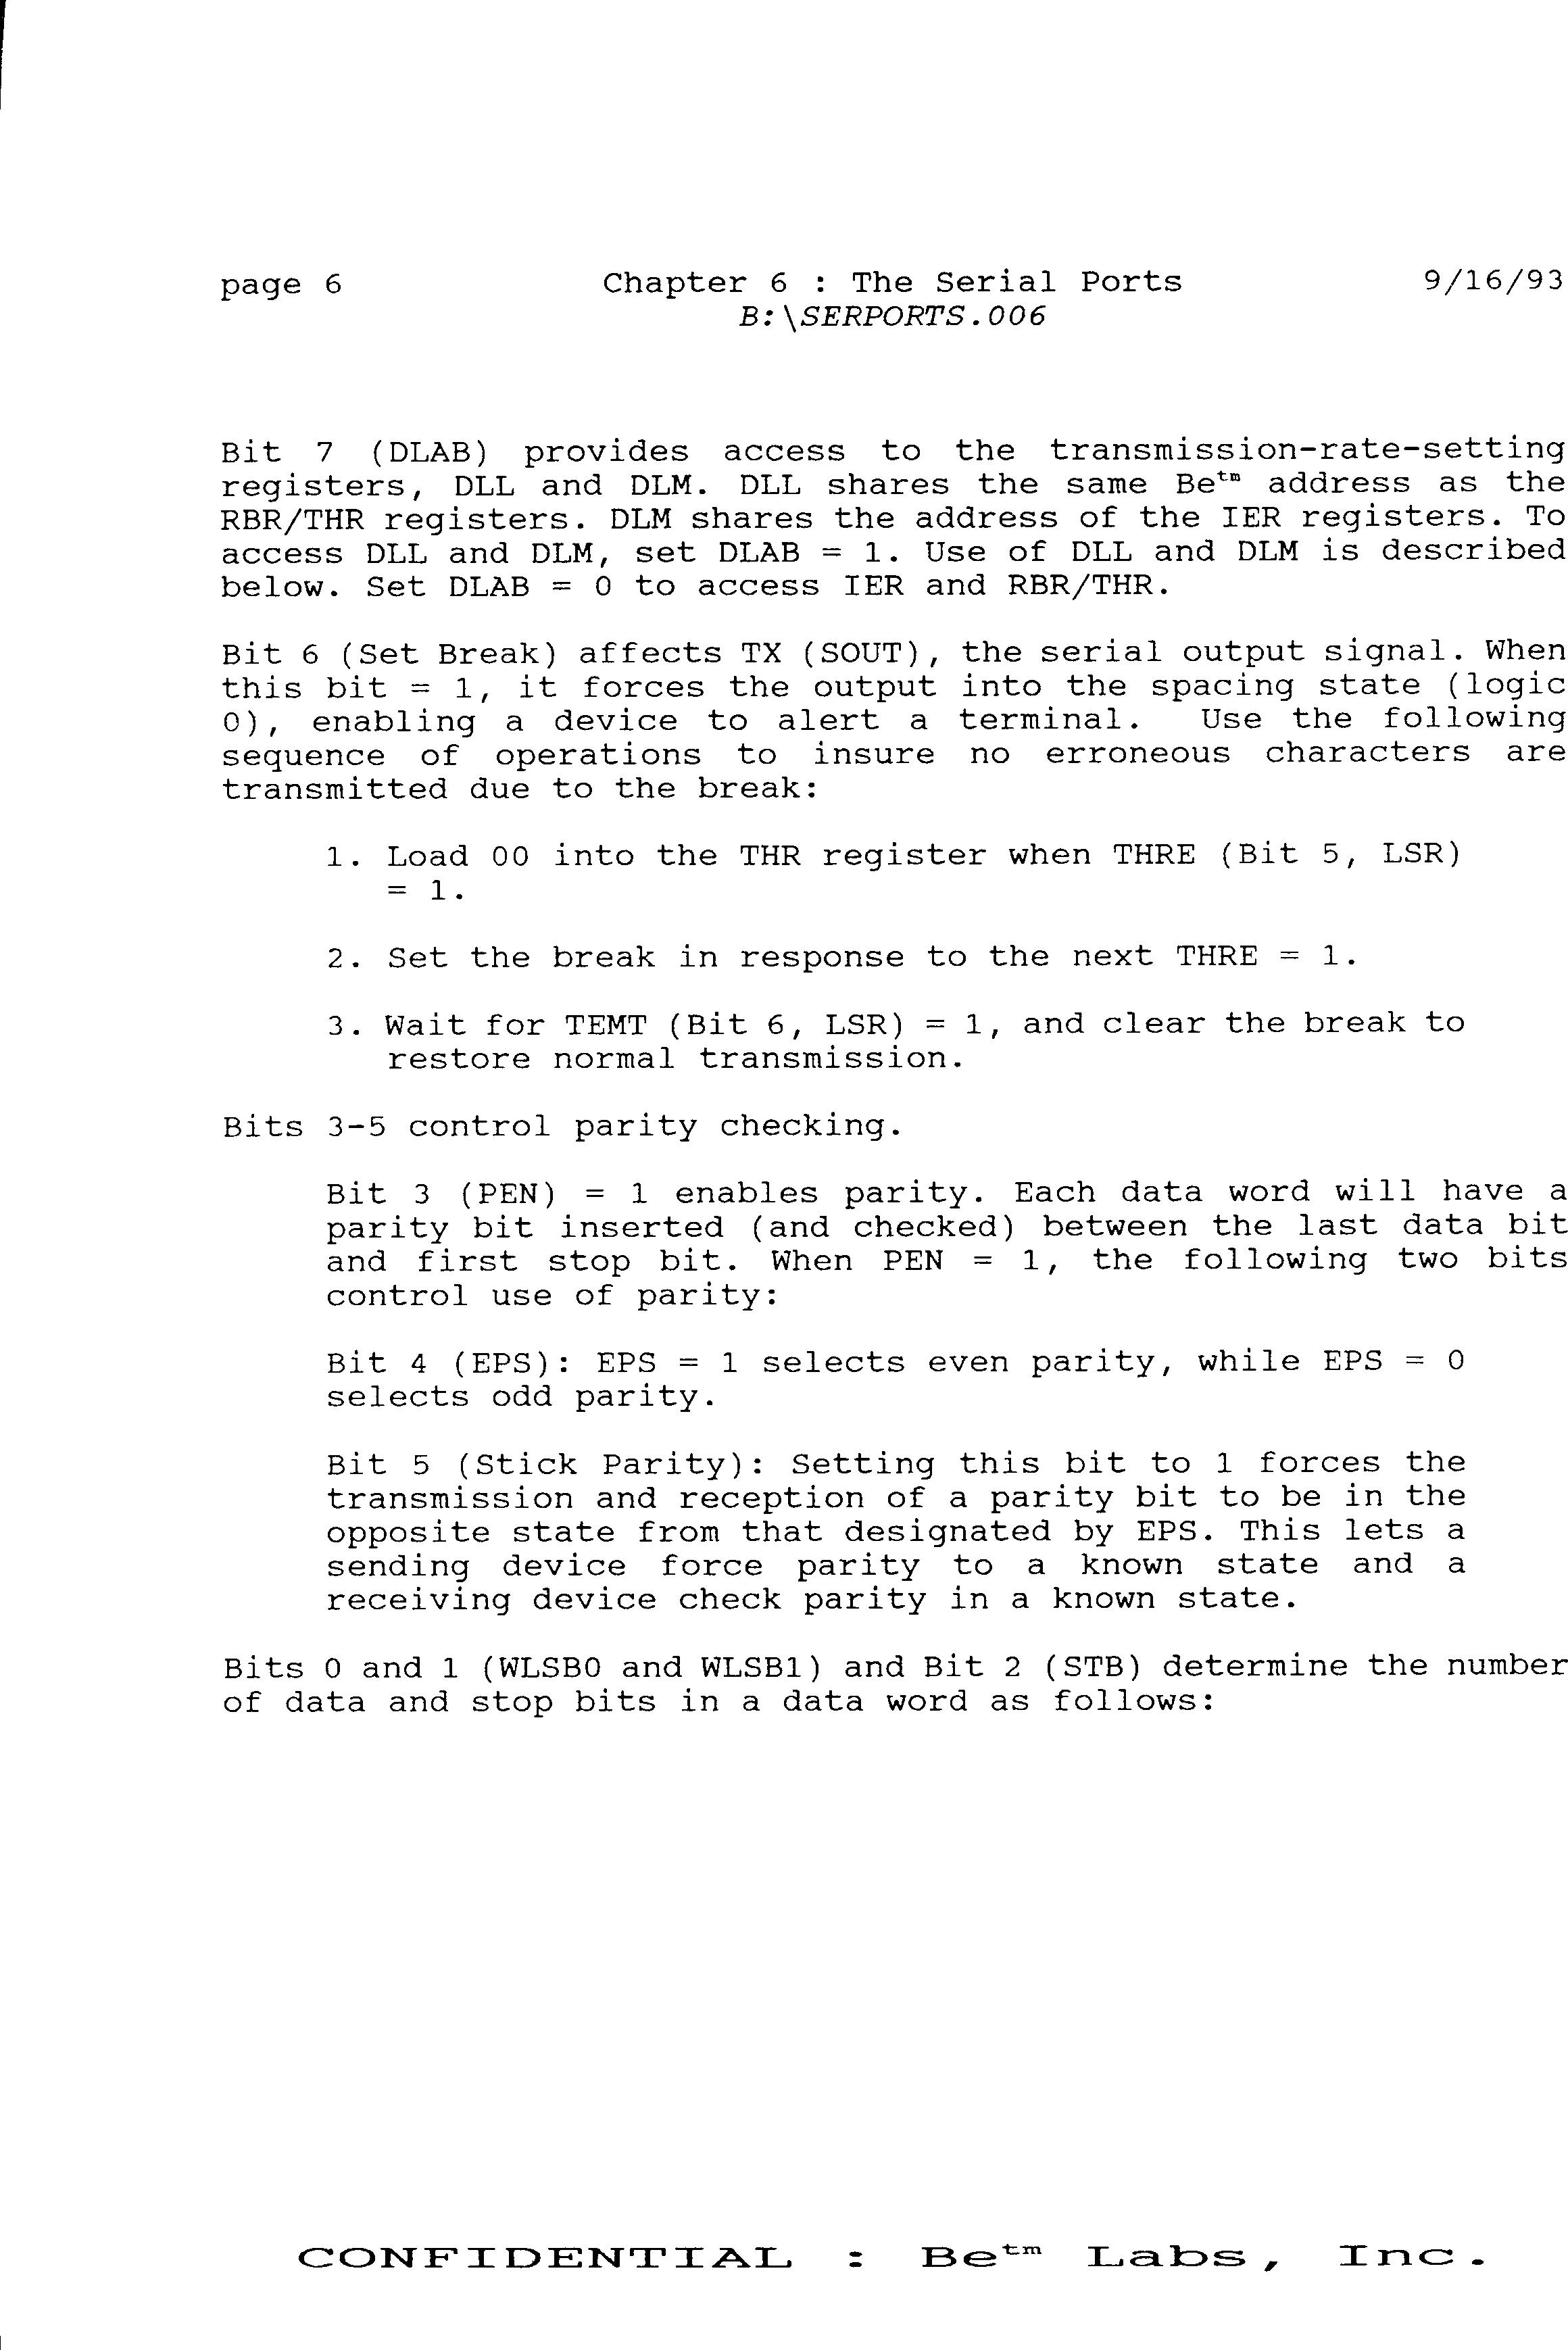 page 6 Chapter 6 : The Serial Ports 9/16/93
B:\SERPORTS.006
Bit 7 (DLAB) provides access to the transmission-rate-setting
registers, DLL and DLM. DLL shares the same Be™ address as the
RBR/THR registers. DLM shares the address of the IER registers. To
access DLL and DLM, set DLAB = 1. Use of DLL and DLM is described
below. Set DLAB = 0 to access IER and RBR/THR.
Bit 6 (Set Break) affects TX (SOUT), the serial output signal. When
this bit = 1, it forces the output into the spacing state (logic
0), enabling a device to alert a terminal. Use the following
sequence of operations to insure no erroneous characters are
transmitted due to the break:
1. Load 00 into the THR register when THRE (Bit 5, LSR)
= 1.
2. Set the break in response to the next THRE = 1.
3. Wait for TEMT (Bit 6, LSR) = 1, and clear the break to
restore normal transmission.
Bits 3-5 control parity checking.
Bit 3 (PEN) = 1 enables parity. Each data word will have a
parity bit inserted (and checked) between the last data bit
and first stop bit. When PEN = 1, the following two bits
control use of parity:
Bit 4 (EPS): EPS = 1 selects even parity, while EPS = 0
selects odd parity.
Bit 5 (Stick Parity): Setting this bit to 1 forces the
transmission and reception of a parity bit to be in the
opposite state from that designated by EPS. This lets a
sending device force parity to a known state and a
receiving device check parity in a known state.
Bits 0 and 1 (WLSB0 and WLSB1) and Bit 2 (STB) determine the number
of data and stop bits in a data word as follows:
CONFIDENTIAL : Be™ Labs, Inc.